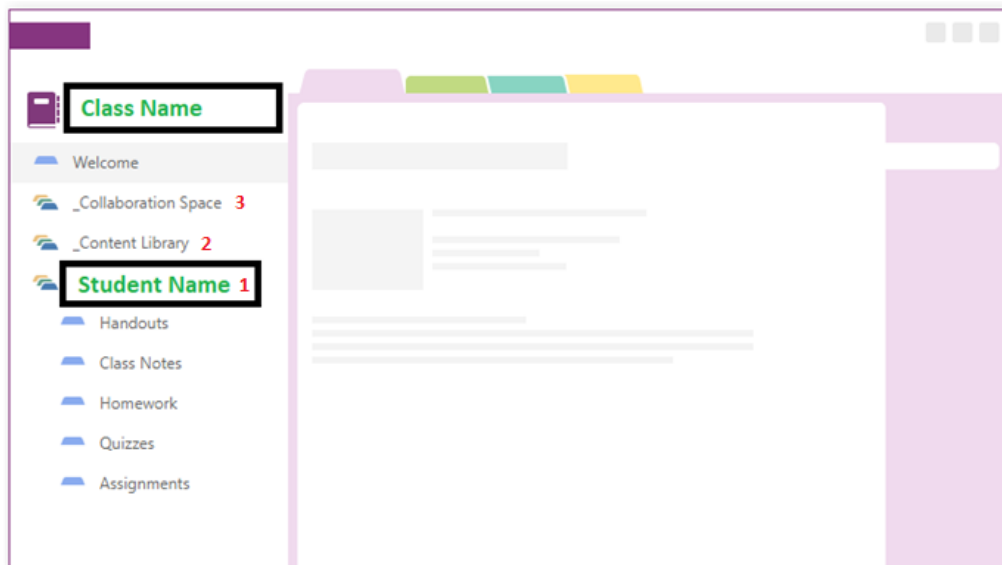 Class Name
Welcome
_Collaboration Space 3
_Content Library 2
Student Name 1
Handouts
Class Notes
Homework
Quizzes
Assignments